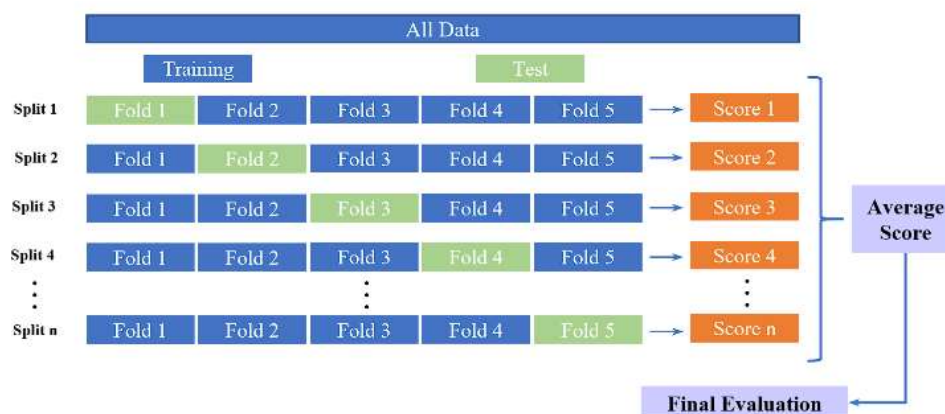 All Data
Training Test
Split 1 Fold 1 Fold 2 Fold 3 Fold 4 Fold 5 Score 1
Split 2 Fold 1 Fold 2 Fold 3 Fold 4 Fold 5 Score 2
Split 3 Fold 1 Fold 2 Fold 3 Fold 4 Fold 5 Score 3
Split 4 Fold 1 Fold 2 Fold 3 Fold 4 Fold 5 Score 4
Split n Fold 1 Fold 2 Fold 3 Fold 4 Fold 5 Score n
Average
Score
Final Evaluation